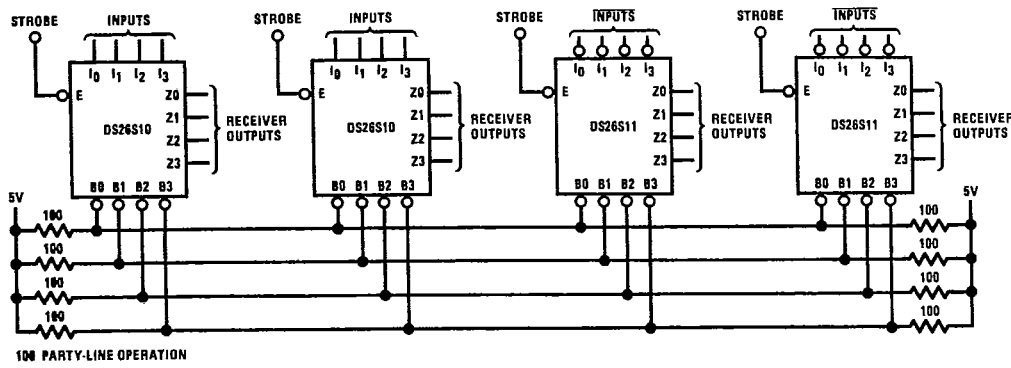 STROBE INPUTS STROBE INPUTS STROBE INPUTS STROBE INPUTS
I0 I1 I2 I3 I0 I1 I2 I3 I0 I1 I2 I3 I0 I1 I2 I3
E Z0 E Z0 E Z0 E Z0
Z1 Z1 Z1 Z1
DS26S10 RECEIVER OUTPUTS DS26S10 RECEIVER OUTPUTS DS26S11 RECEIVER OUTPUTS DS26S11 RECEIVER OUTPUTS
Z2 Z2 Z2 Z2
Z3 Z3 Z3 Z3
B0 B1 B2 B3 B0 B1 B2 B3 B0 B1 B2 B3 B0 B1 B2 B3
5V 5V
100 100
100 100
100 100
100 100
100 PARTY-LINE OPERATION